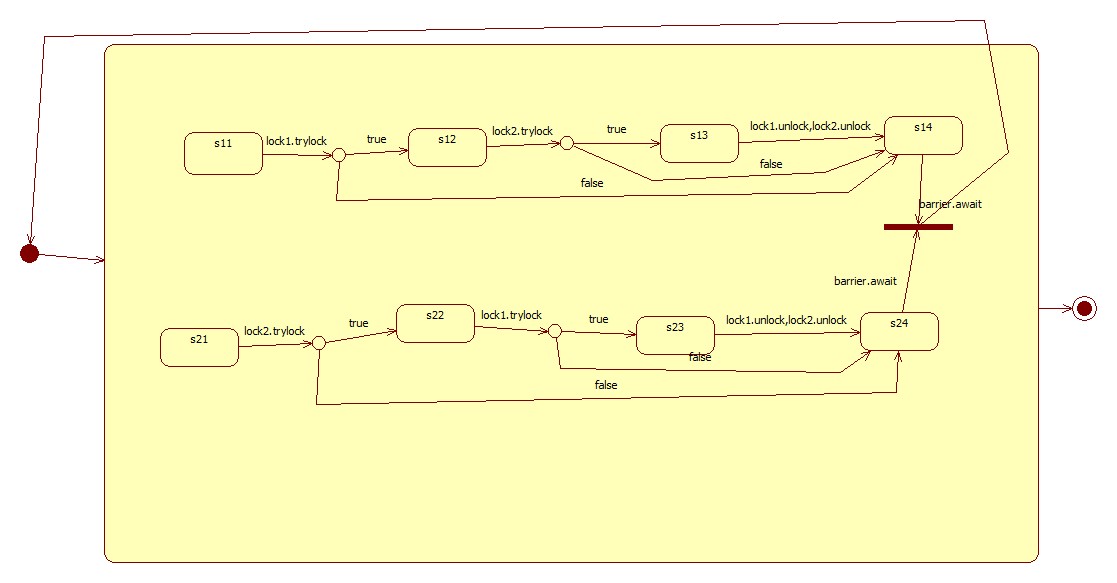 s11
lock1.trylock
true
s12
lock2.trylock
true
s13
lock1.unlock,lock2.unlock
s14
false
false
barrier.await
barrier.await
s21
lock2.trylock
true
s22
lock1.trylock
true
s23
lock1.unlock,lock2.unlock
s24
false
false